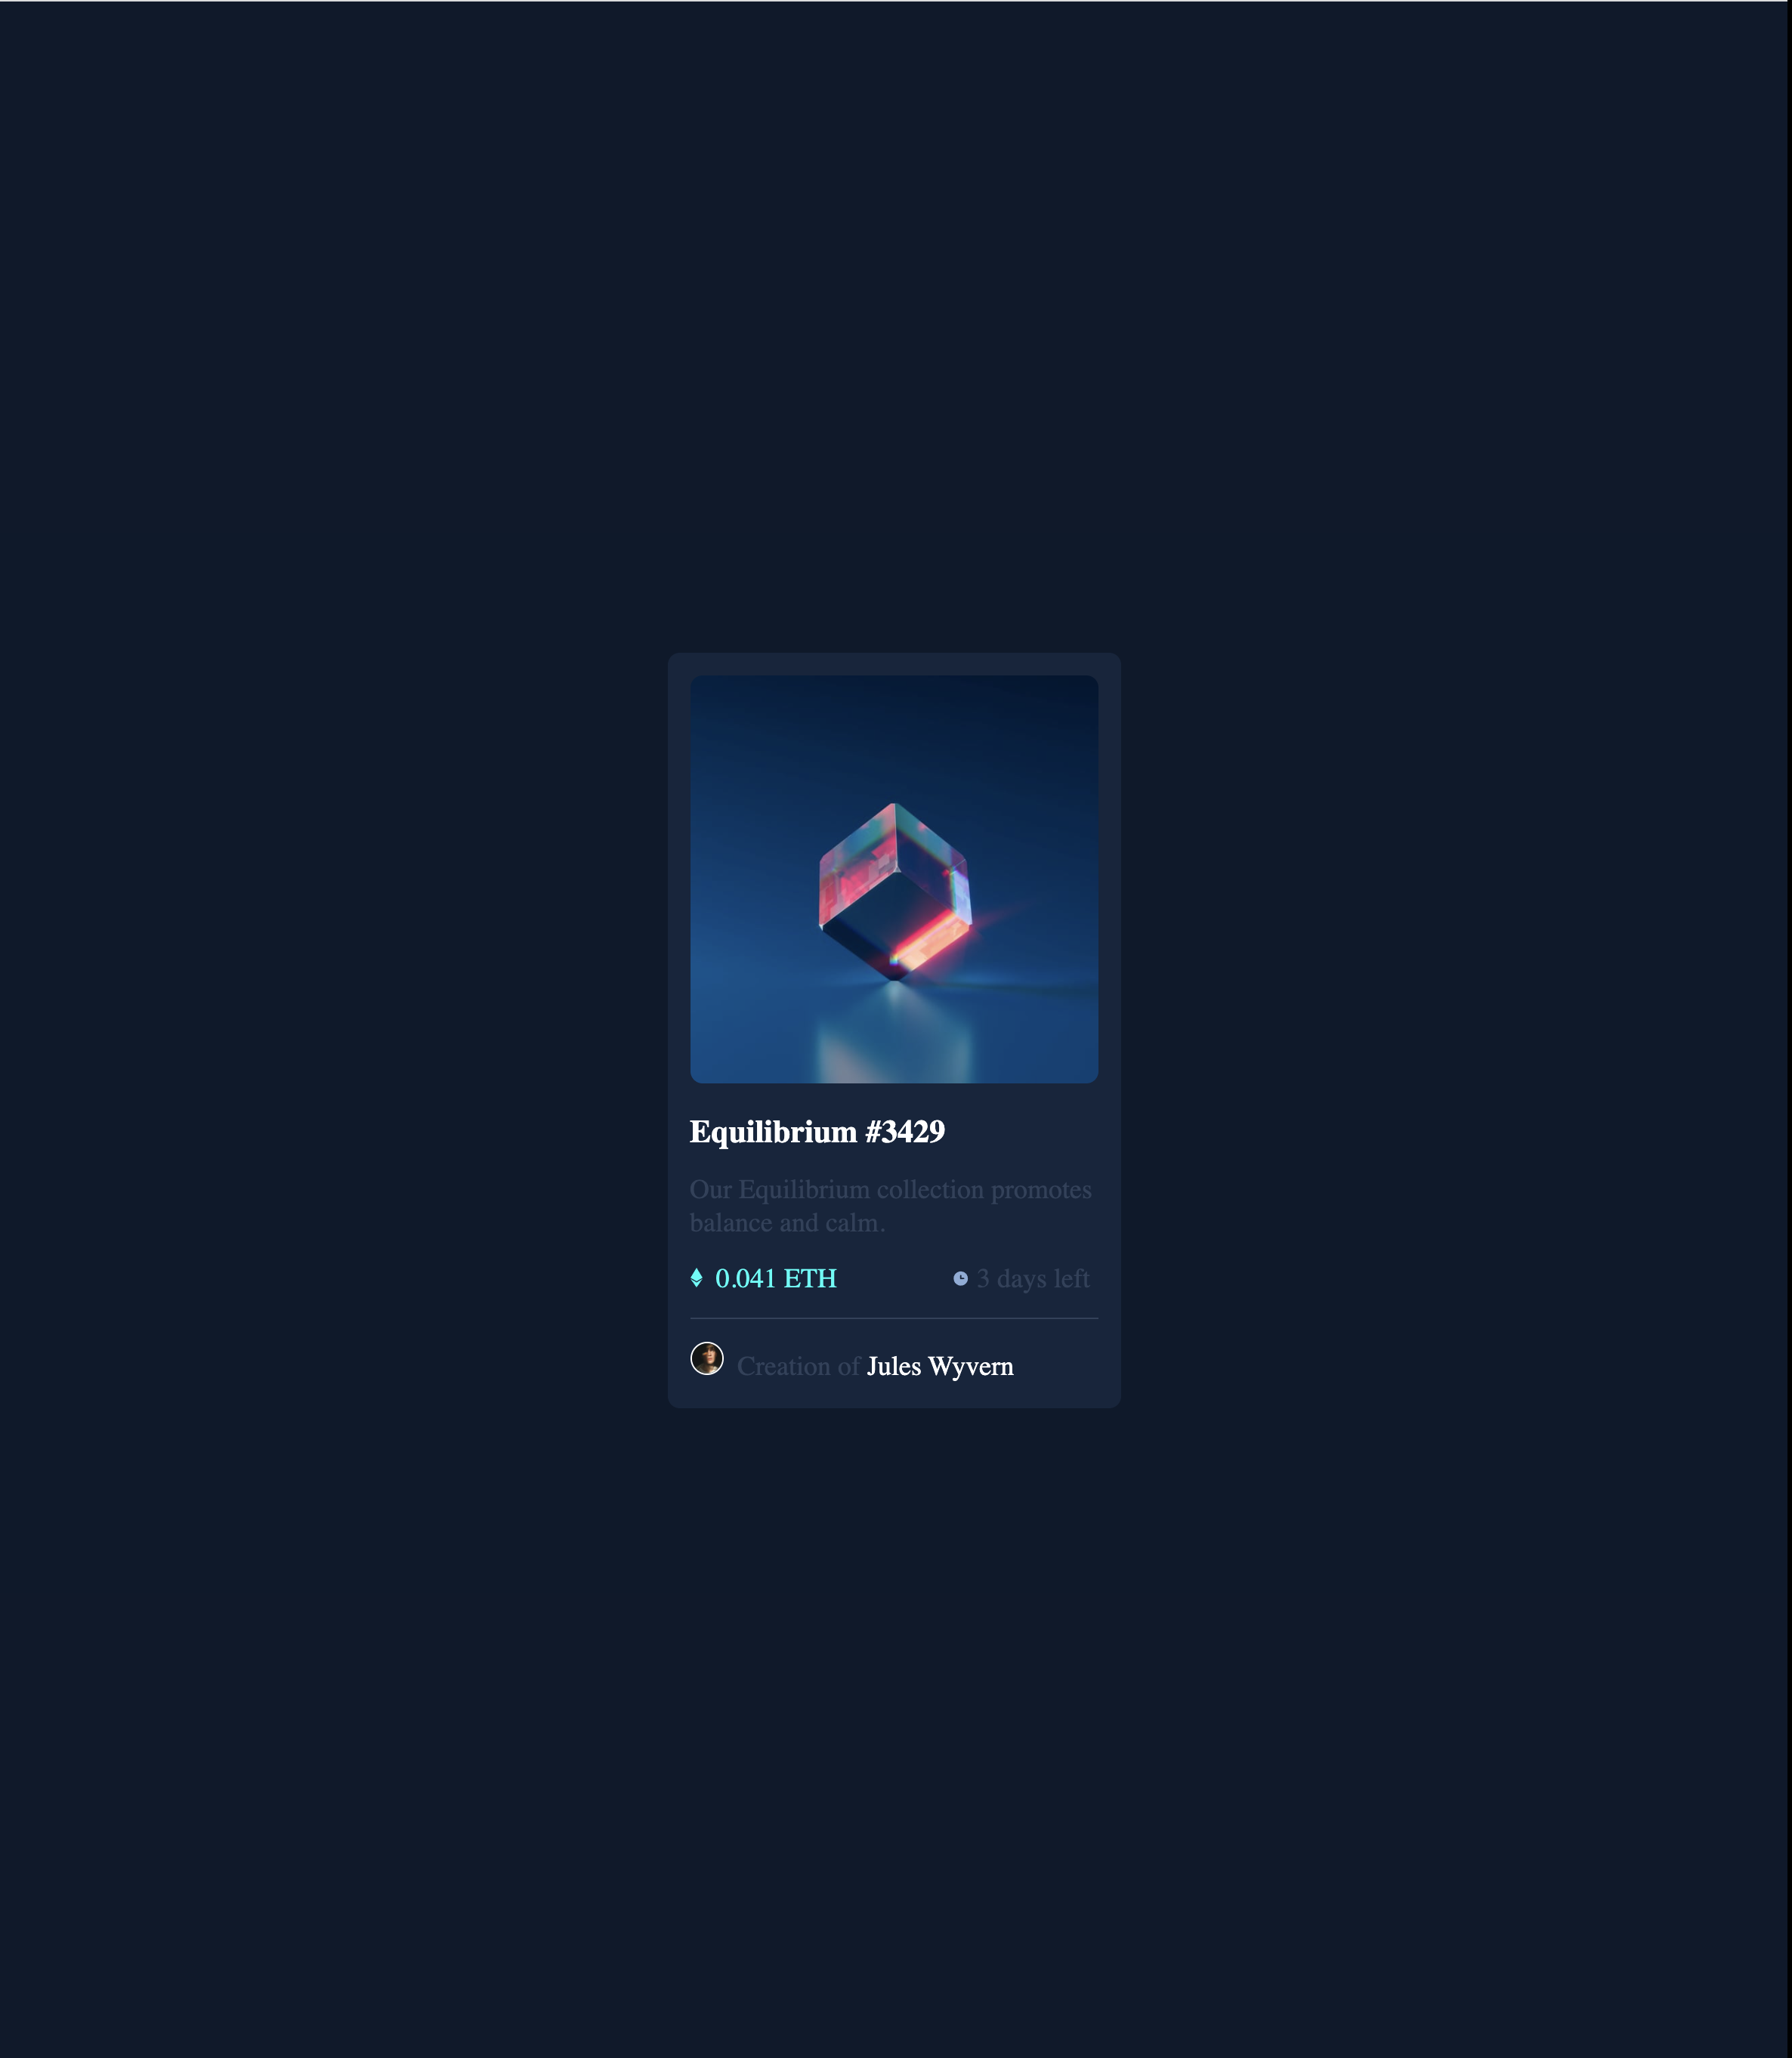 Equilibrium #3429
Our Equilibrium collection promotes
balance and calm.
0.041 ETH
3 days left
Creation of Jules Wyvern